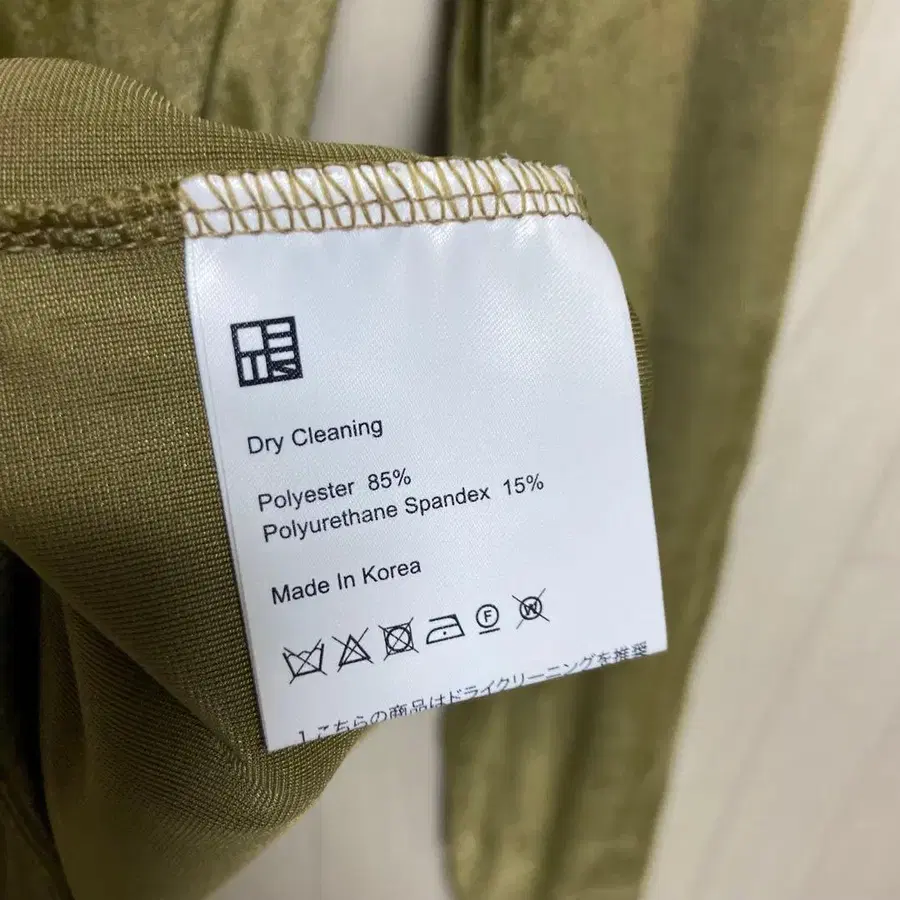 Dry Cleaning
Polyester 85%
Polyurethane Spandex 15%
Made In Korea
F W
1.こちらの商品はドライクリーニングを推奨